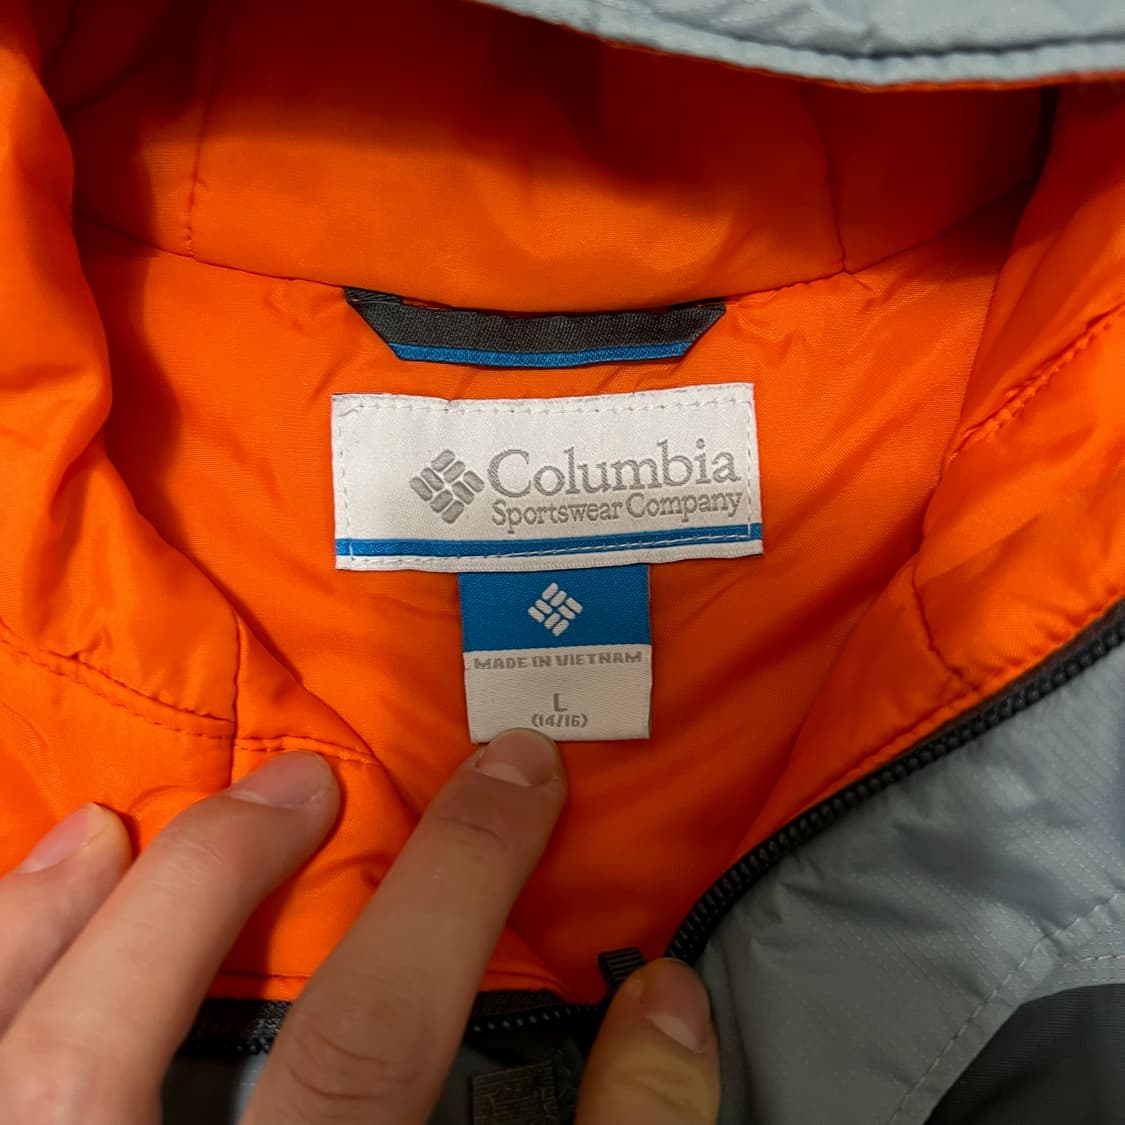 Columbia
Sportswear Company
MADE IN VIETNAM
L
(14/16)